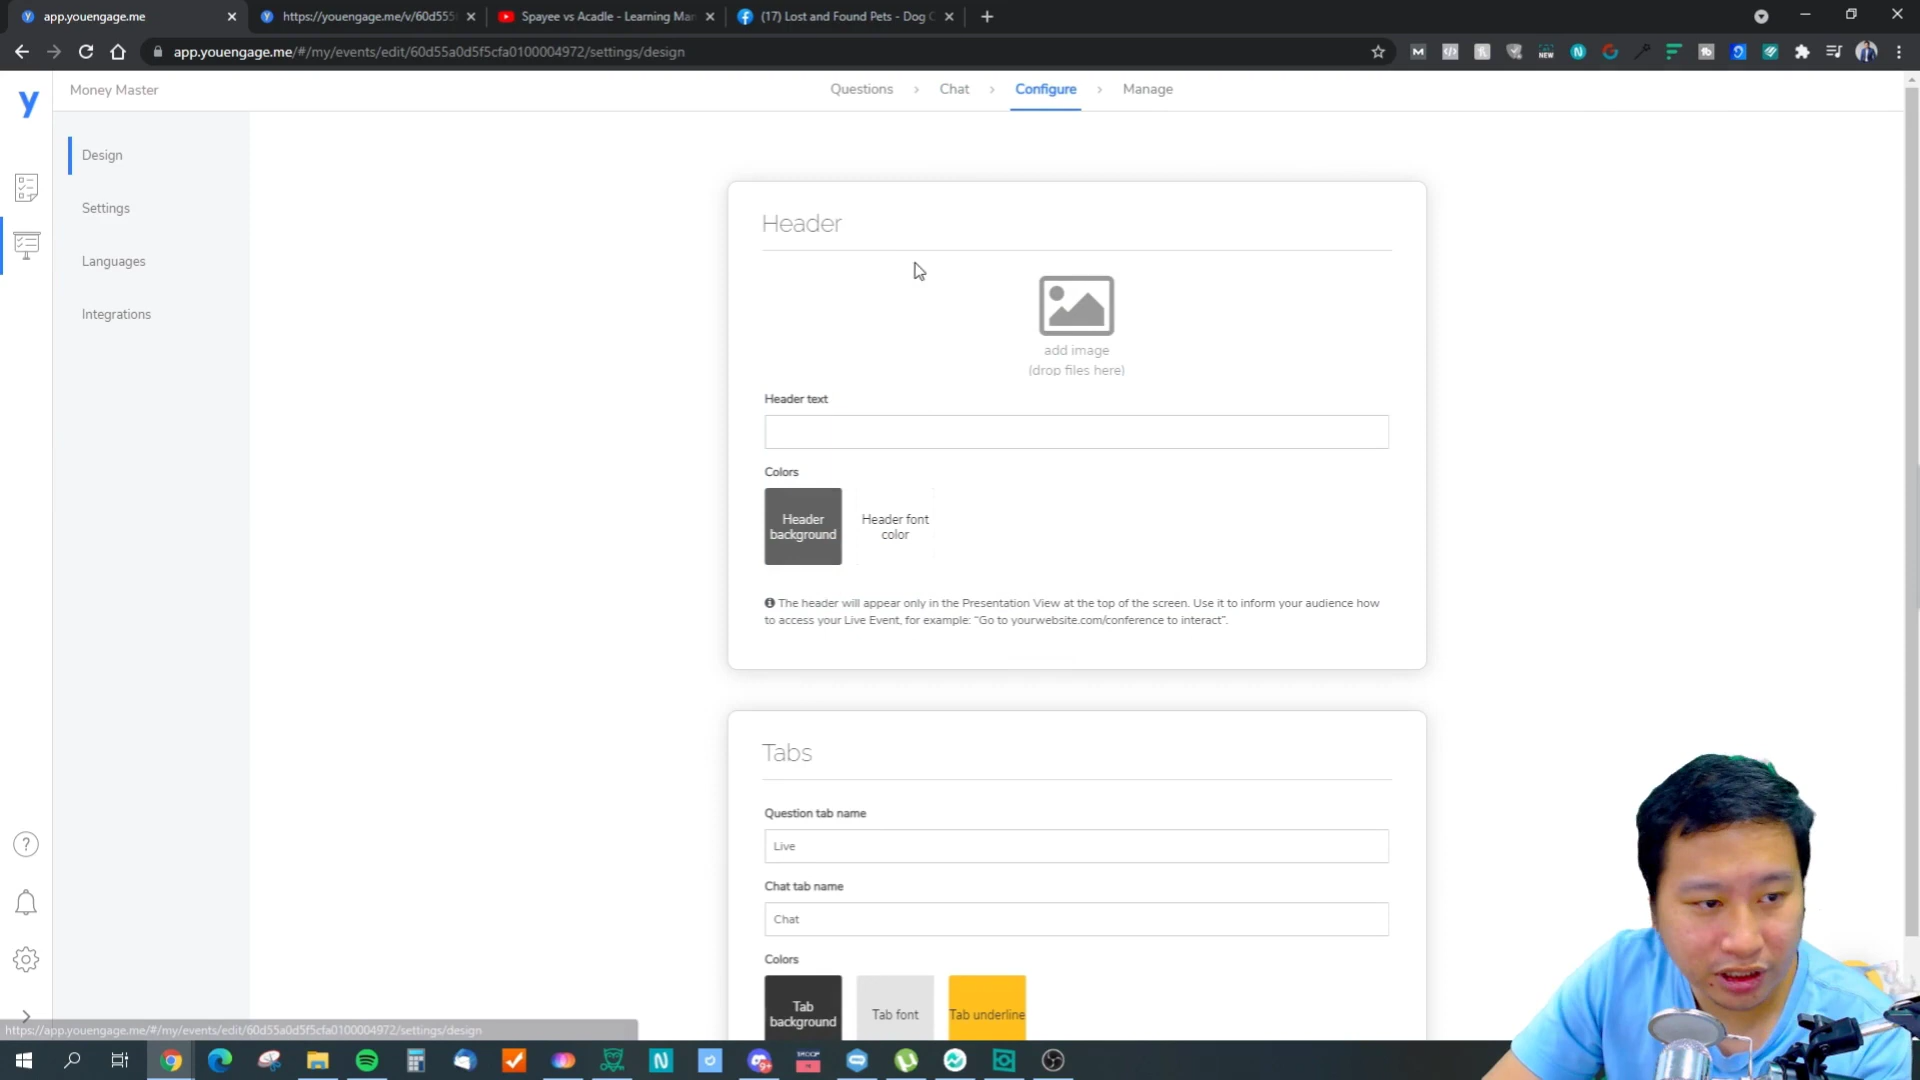 app.youengage.me
https://youengage.me/v/60d555
Spayee vs Acadle - Learning Mar
(17) Lost and Found Pets - Dog C
app.youengage.me/#/my/events/edit/60d55a0d5f5cfa0100004972/settings/design
Money Master
Questions
Chat
Configure
Manage
Design
Settings
Languages
Integrations
Header
add image
(drop files here)
Header text
Colors
Header
background
Header font
color
The header will appear only in the Presentation View at the top of the screen. Use it to inform your audience how
to access your Live Event, for example: “Go to yourwebsite.com/conference to interact”.
Tabs
Question tab name
Live
Chat tab name
Chat
Colors
Tab
background
Tab font
Tab underline
https://app.youengage.me/#/my/events/edit/60d55a0d5f5cfa0100004972/settings/design